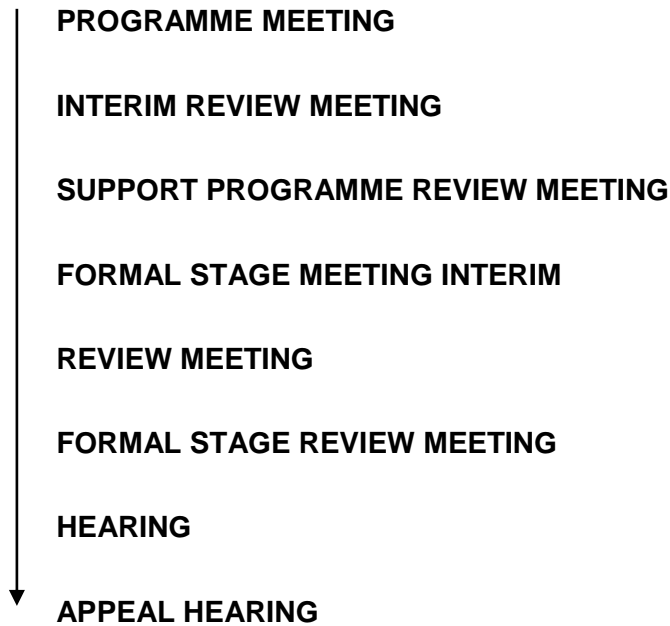 PROGRAMME MEETING
INTERIM REVIEW MEETING
SUPPORT PROGRAMME REVIEW MEETING
FORMAL STAGE MEETING INTERIM
REVIEW MEETING
FORMAL STAGE REVIEW MEETING
HEARING
APPEAL HEARING